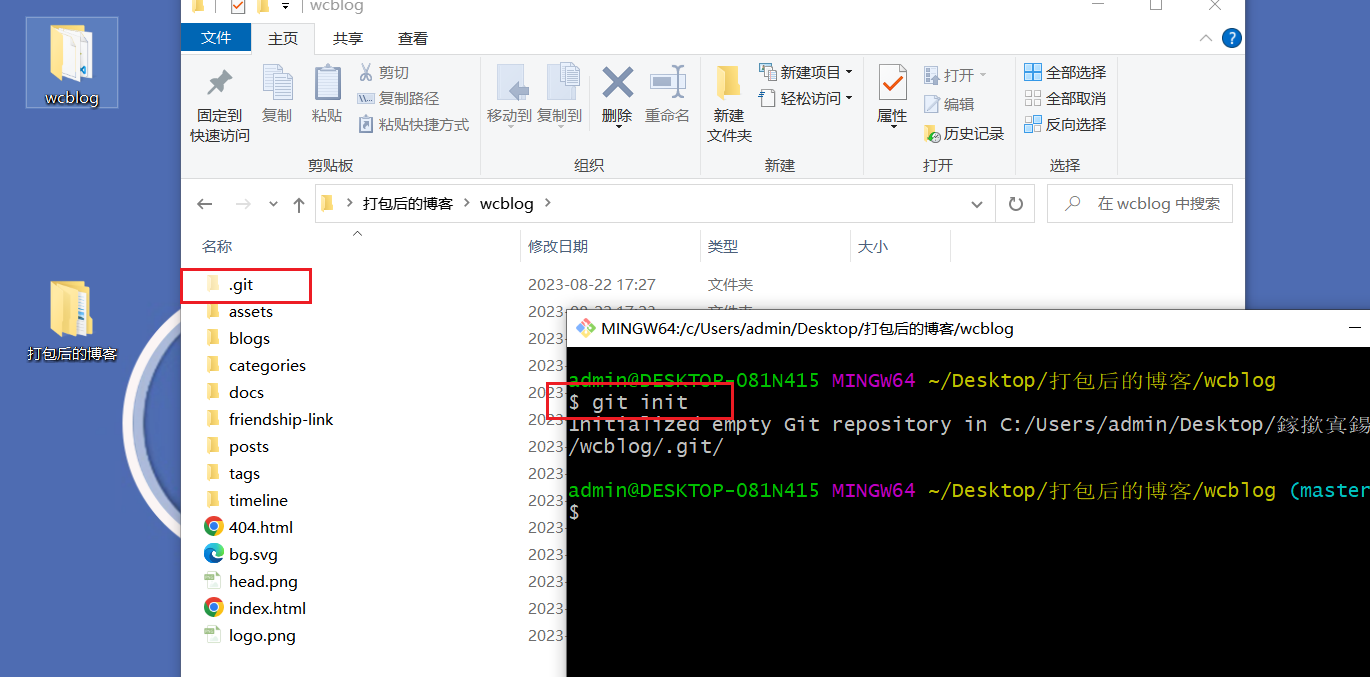 wcblog
文件
主页
共享
查看
固定到
快速访问
复制
粘贴
剪切
复制路径
粘贴快捷方式
剪贴板
移动到
复制到
删除
重命名
组织
新建
文件夹
新建项目
轻松访问
新建
属性
打开
编辑
历史记录
打开
全部选择
全部取消
反向选择
选择
wcblog
打包后的博客
打包后的博客 > wcblog >
在 wcblog 中搜索
名称 修改日期 类型 大小
.git 2023-08-22 17:27 文件夹
assets
blogs 2023-
categories 2023-
docs 2023-
friendship-link 2023-
posts 2023-
tags 2023-
timeline 2023-
404.html 2023-
bg.svg 2023-
head.png 2023-
index.html 2023-
logo.png 2023-
MINGW64:/c/Users/admin/Desktop/打包后的博客/wcblog
admin@DESKTOP-081N415 MINGW64 ~/Desktop/打包后的博客/wcblog
$ git init
Initialized empty Git repository in C:/Users/admin/Desktop/
/wcblog/.git/
admin@DESKTOP-081N415 MINGW64 ~/Desktop/打包后的博客/wcblog (master
$